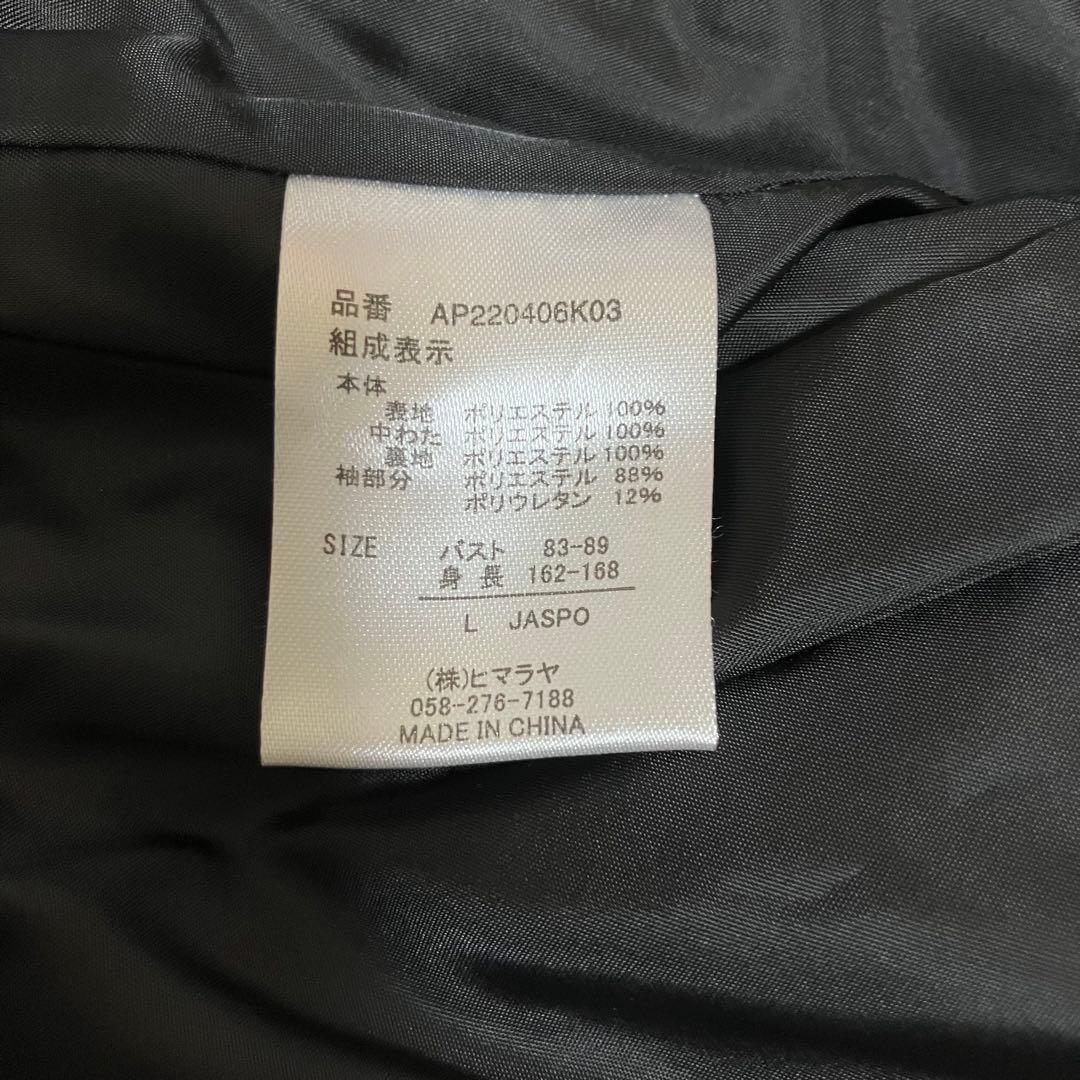 品番 AP220406K03
組成表示
本体
表地 ポリエステル 100%
中わた ポリエステル 100%
裏地 ポリエステル 100%
袖部分 ポリエステル 88%
ポリウレタン 12%
SIZE バスト 83-89
身長 162-168
L JASPO
(株)ヒマラヤ
058-276-7188
MADE IN CHINA